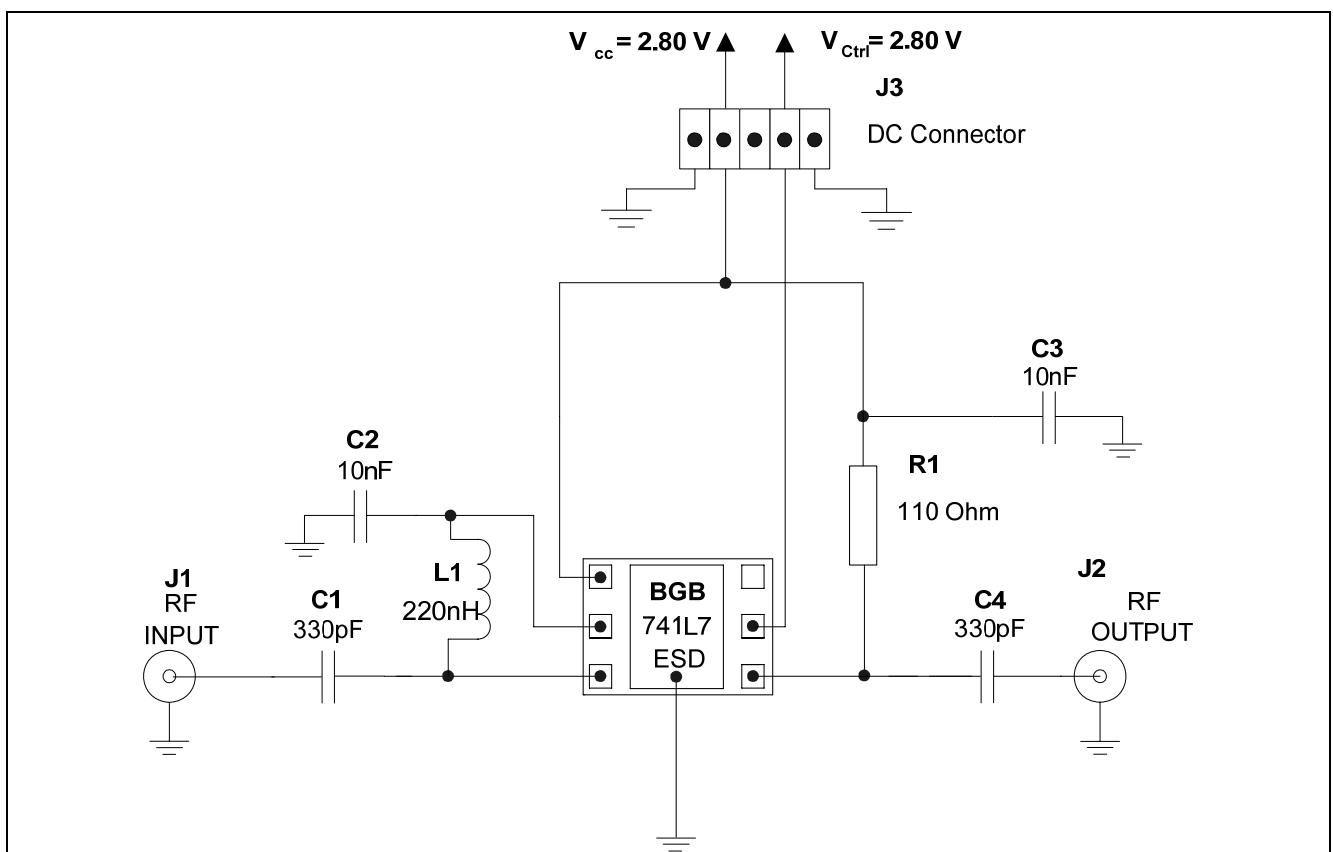 V cc = 2.80 V
V Ctrl = 2.80 V
J3
DC Connector
C3
10nF
C2
10nF
R1
110 Ohm
L1
220nH
J1
RF
INPUT
C1
330pF
BGB
741L7
ESD
C4
330pF
J2
RF
OUTPUT